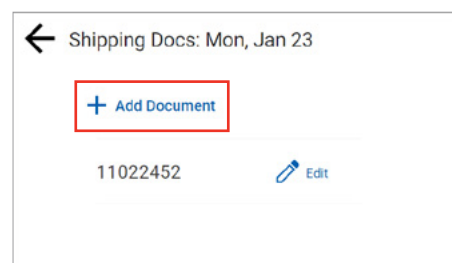 Shipping Docs: Mon, Jan 23
Add Document
11022452 Edit